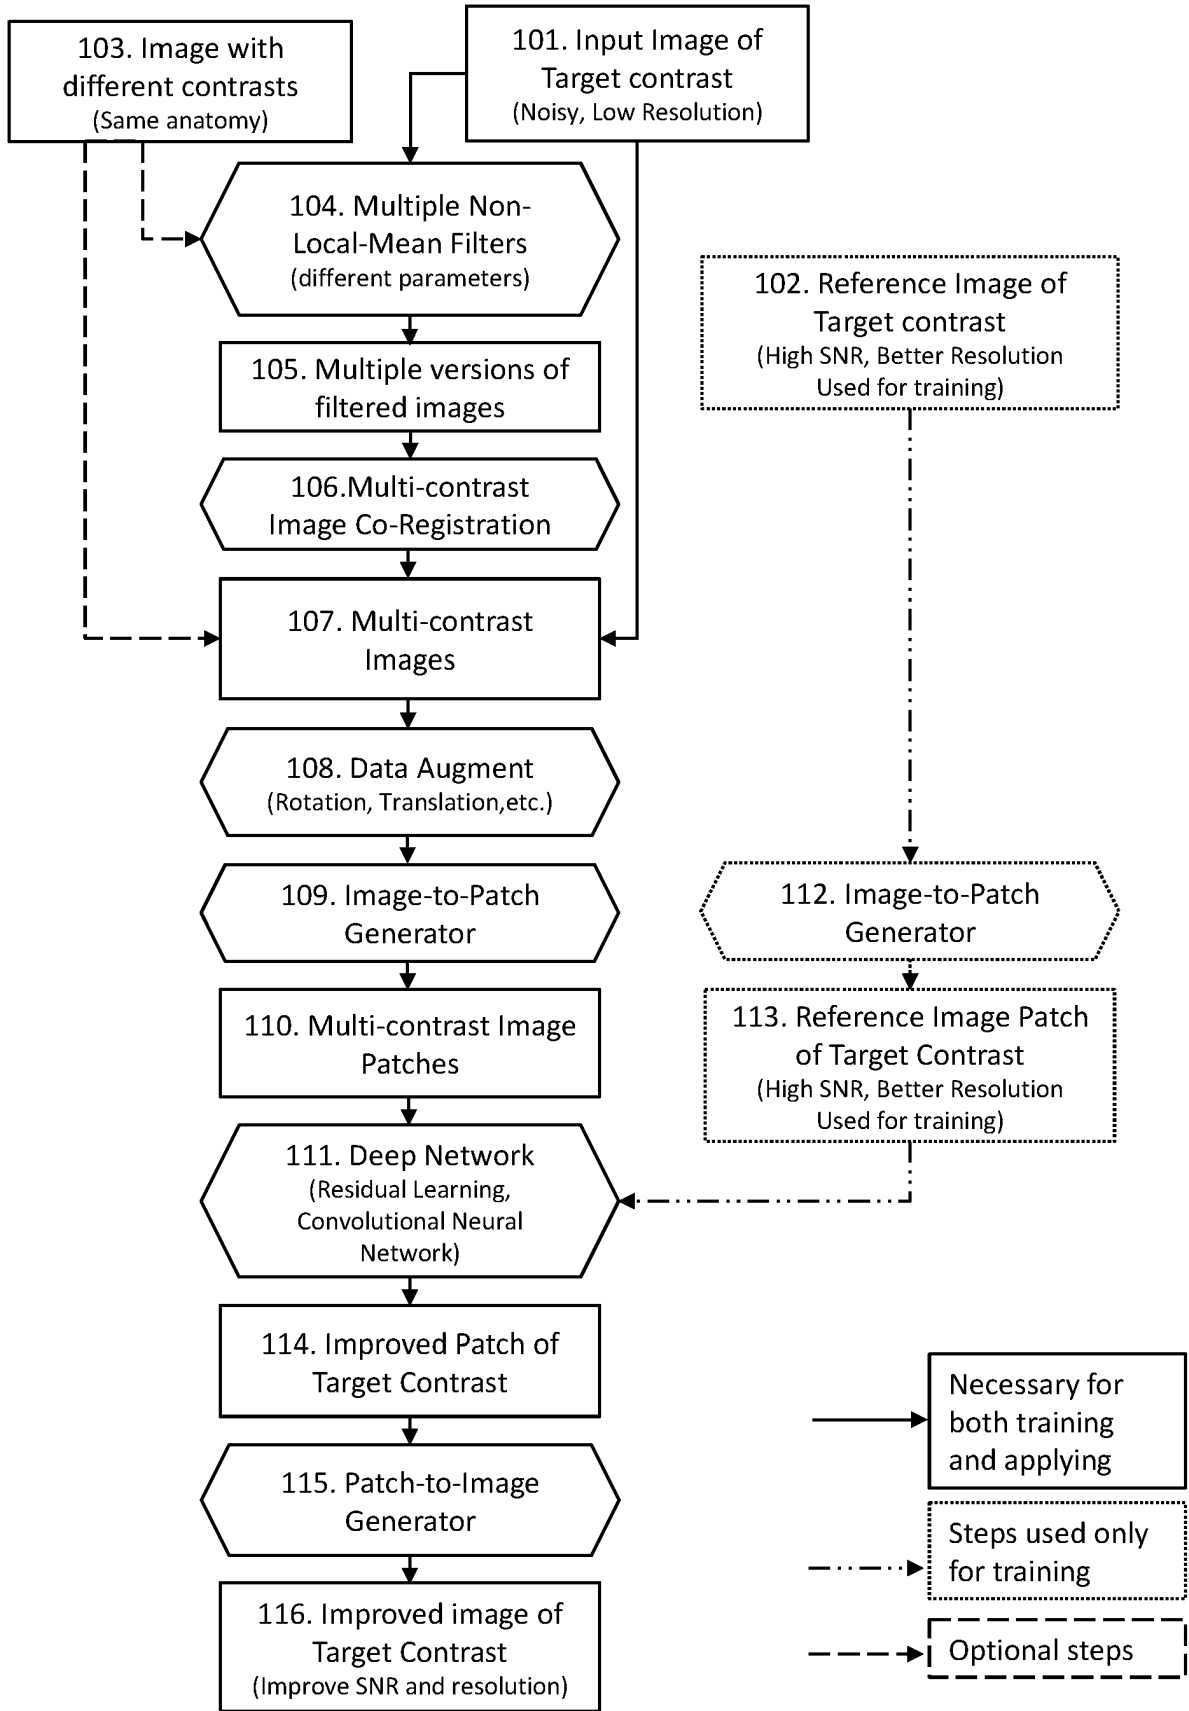 103. Image with
different contrasts
(Same anatomy)
101. Input Image of
Target contrast
(Noisy, Low Resolution)
104. Multiple Non-
Local-Mean Filters
(different parameters)
102. Reference Image of
Target contrast
(High SNR, Better Resolution
Used for training)
105. Multiple versions of
filtered images
106.Multi-contrast
Image Co-Registration
107. Multi-contrast
Images
108. Data Augment
(Rotation, Translation,etc.)
109. Image-to-Patch
Generator
112. Image-to-Patch
Generator
110. Multi-contrast Image
Patches
113. Reference Image Patch
of Target Contrast
(High SNR, Better Resolution
Used for training)
111. Deep Network
(Residual Learning,
Convolutional Neural
Network)
114. Improved Patch of
Target Contrast
115. Patch-to-Image
Generator
116. Improved image of
Target Contrast
(Improve SNR and resolution)
Necessary for
both training
and applying
Steps used only
for training
Optional steps